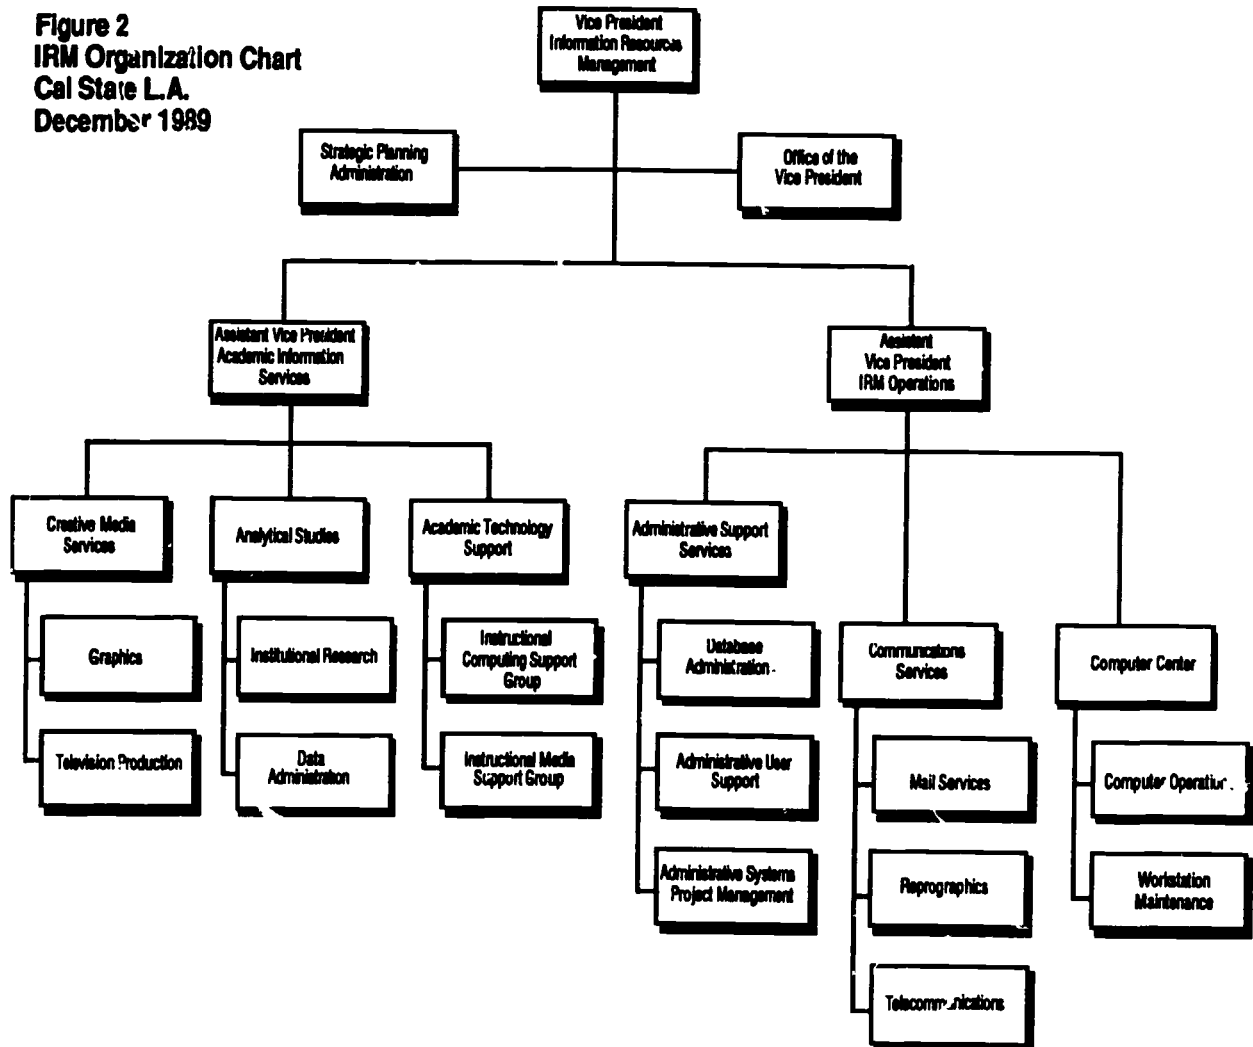 Figure 2
IRM Organization Chart
Cal State L.A.
December 1989
Vice President
Information Resources
Management
Strategic Planning
Administration
Office of the
Vice President
Assistant Vice President
Academic Information
Services
Assistant
Vice President
IRM Operations
Creative Media
Services
Analytical Studies
Academic Technology
Support
Administrative Support
Services
Graphics
Institutional Research
Instructional
Computing Support
Group
Database
Administration
Communications
Services
Computer Center
Television Production
Data
Administration
Instructional Media
Support Group
Administrative User
Support
Mail Services
Computer Operations
Administrative Systems
Project Management
Reprographics
Workstation
Maintenance
Telecommunications